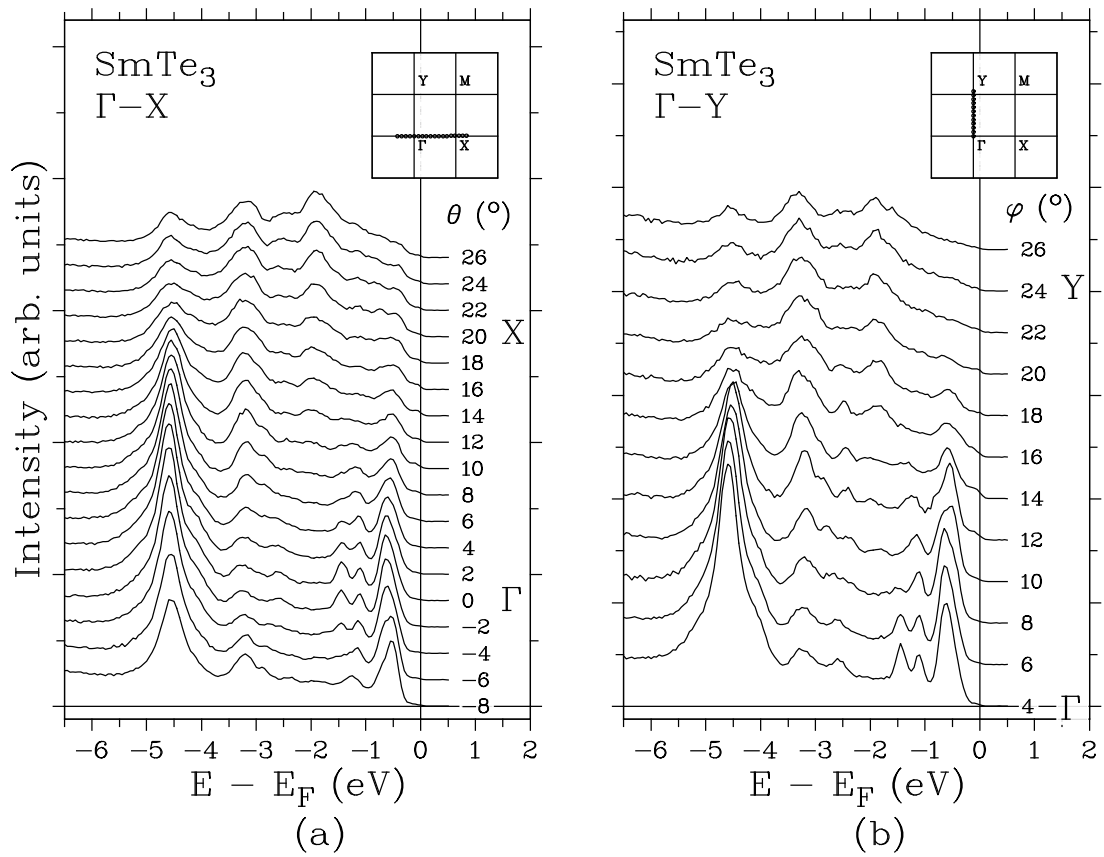 SmTe3
Γ−X
Y M
Γ X
θ (°)
26
24
22
20 X
18
16
14
12
10
8
6
4
2
0 Γ
−2
−4
−6
−8
Intensity (arb. units)
−6 −5 −4 −3 −2 −1 0 1 2
E − EF (eV)
(a)
SmTe3
Γ−Y
Y M
Γ X
φ (°)
26
24 Y
22
20
18
16
14
12
10
8
6
4 Γ
−6 −5 −4 −3 −2 −1 0 1 2
E − EF (eV)
(b)